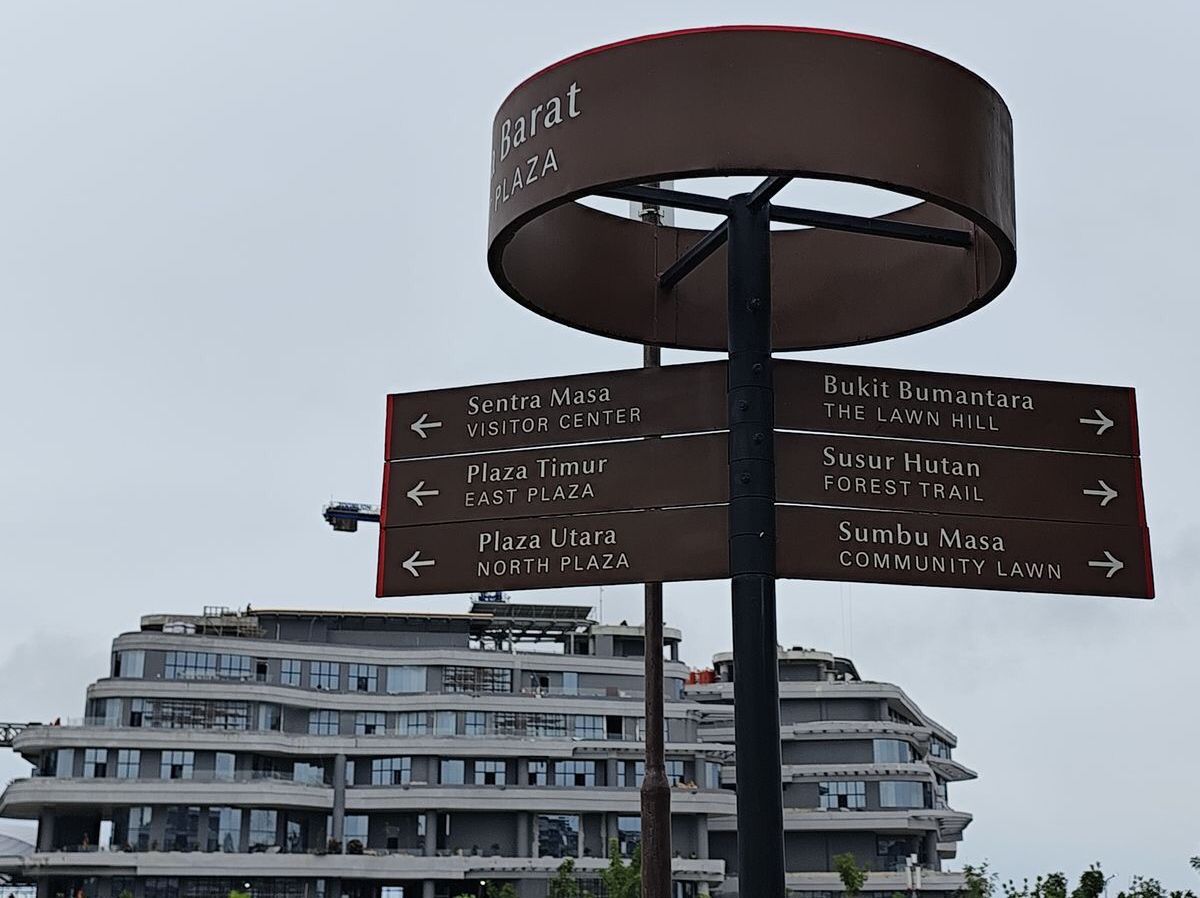 Barat
PLAZA
Sentra Masa
VISITOR CENTER
Plaza Timur
EAST PLAZA
Plaza Utara
NORTH PLAZA
Bukit Bumantara
THE LAWN HILL
Susur Hutan
FOREST TRAIL
Sumbu Masa
COMMUNITY LAWN